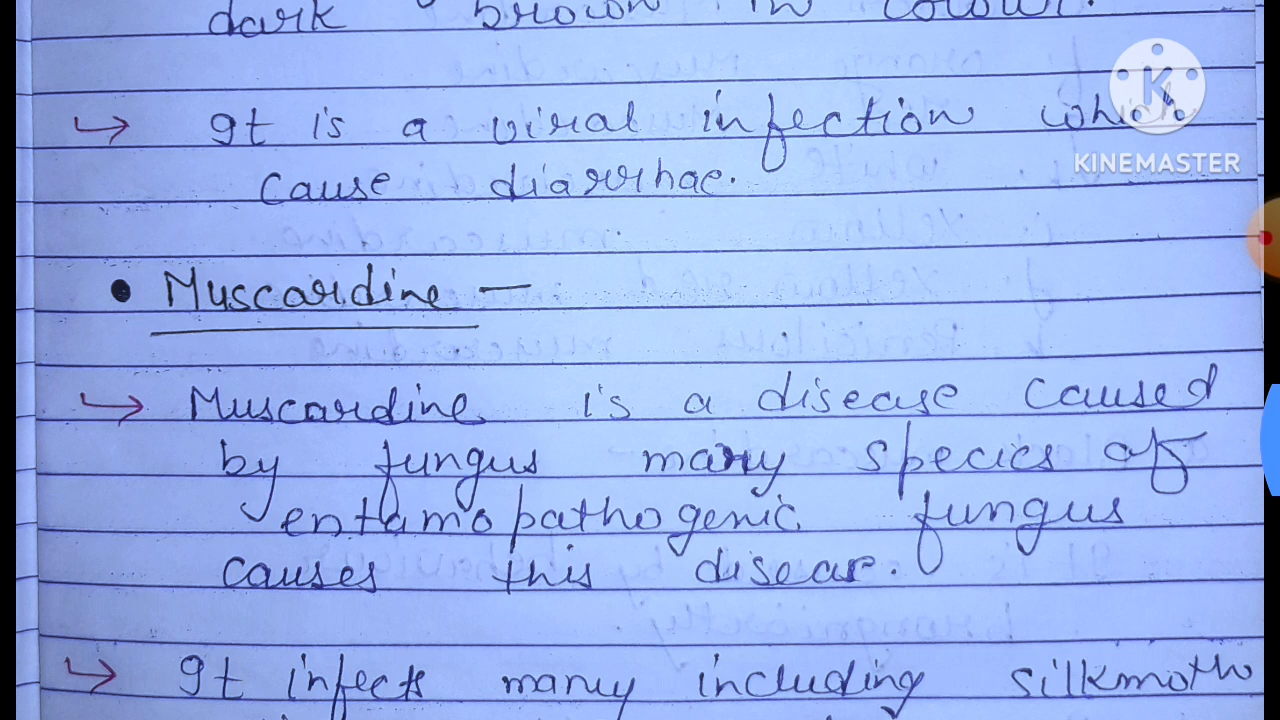 dark brown in colour.
→ It is a viral infection which
cause diarrhae.
KINEMASTER
• Muscardine —
→ Muscardine is a disease caused
by fungus many species of
entamopathogenic fungus
causes this disease.
→ It infects many including silkmoth